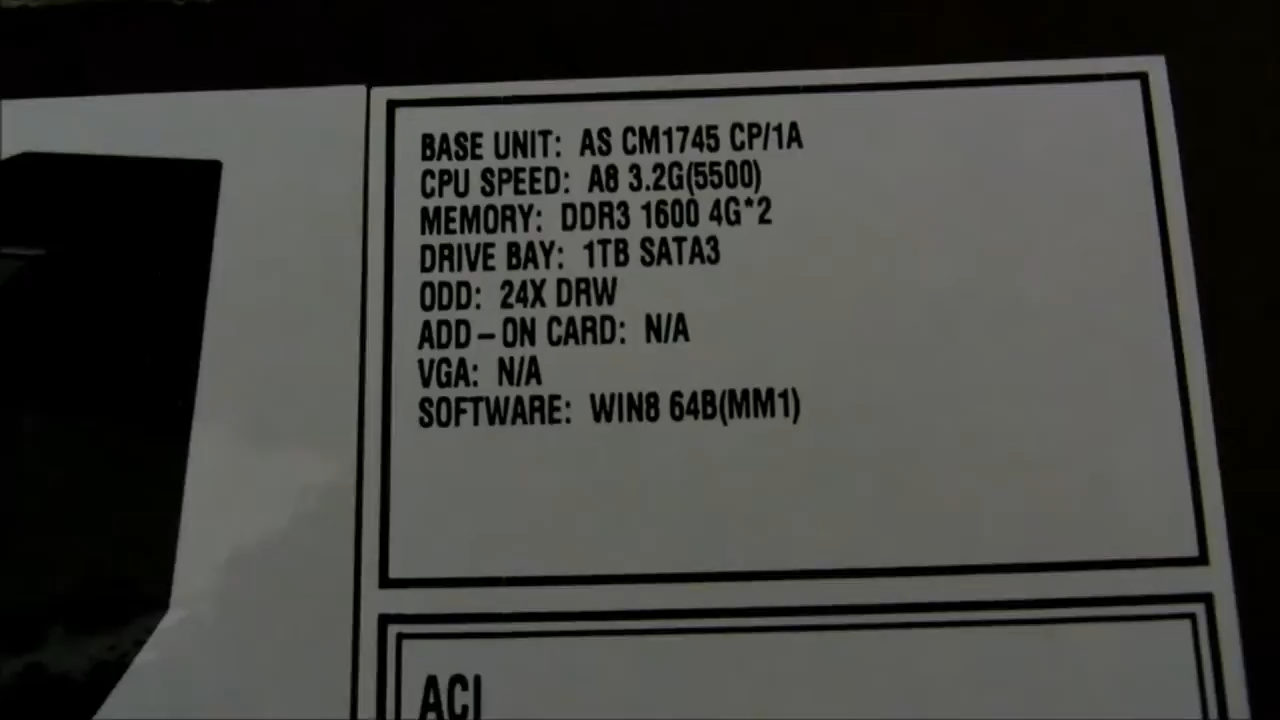 BASE UNIT: AS CM1745 CP/1A
CPU SPEED: A8 3.2G(5500)
MEMORY: DDR3 1600 4G*2
DRIVE BAY: 1TB SATA3
ODD: 24X DRW
ADD-ON CARD: N/A
VGA: N/A
SOFTWARE: WIN8 64B(MM1)
ACI